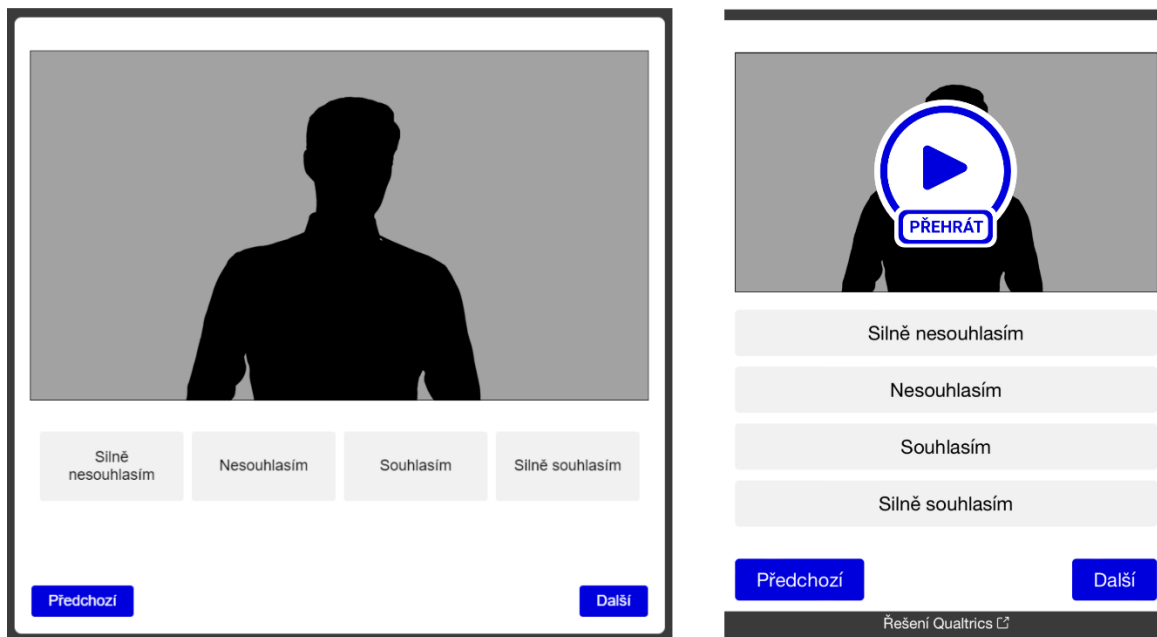 Silně
nesouhlasím
Nesouhlasím
Souhlasím
Silně souhlasím
Předchozí
Další
PŘEHRÁT
Silně nesouhlasím
Nesouhlasím
Souhlasím
Silně souhlasím
Předchozí
Další
Řešení Qualtrics